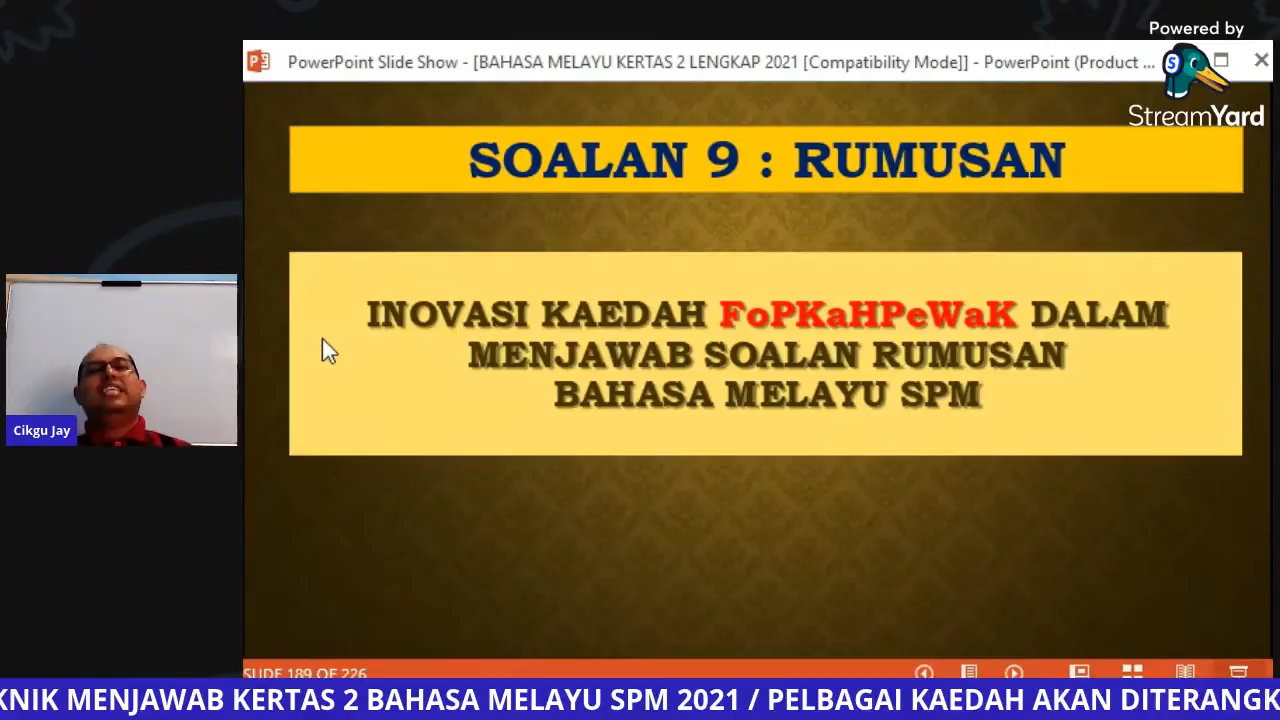 Powered by
PowerPoint Slide Show - [BAHASA MELAYU KERTAS 2 LENGKAP 2021 [Compatibility Mode]] - PowerPoint (Product ...
S
StreamYard
SOALAN 9 : RUMUSAN
INOVASI KAEDAH FoPKaHPeWaK DALAM
MENJAWAB SOALAN RUMUSAN
BAHASA MELAYU SPM
Cikgu Jay
SLIDE 189 OF 226
KNIK MENJAWAB KERTAS 2 BAHASA MELAYU SPM 2021 / PELBAGAI KAEDAH AKAN DITERANGK